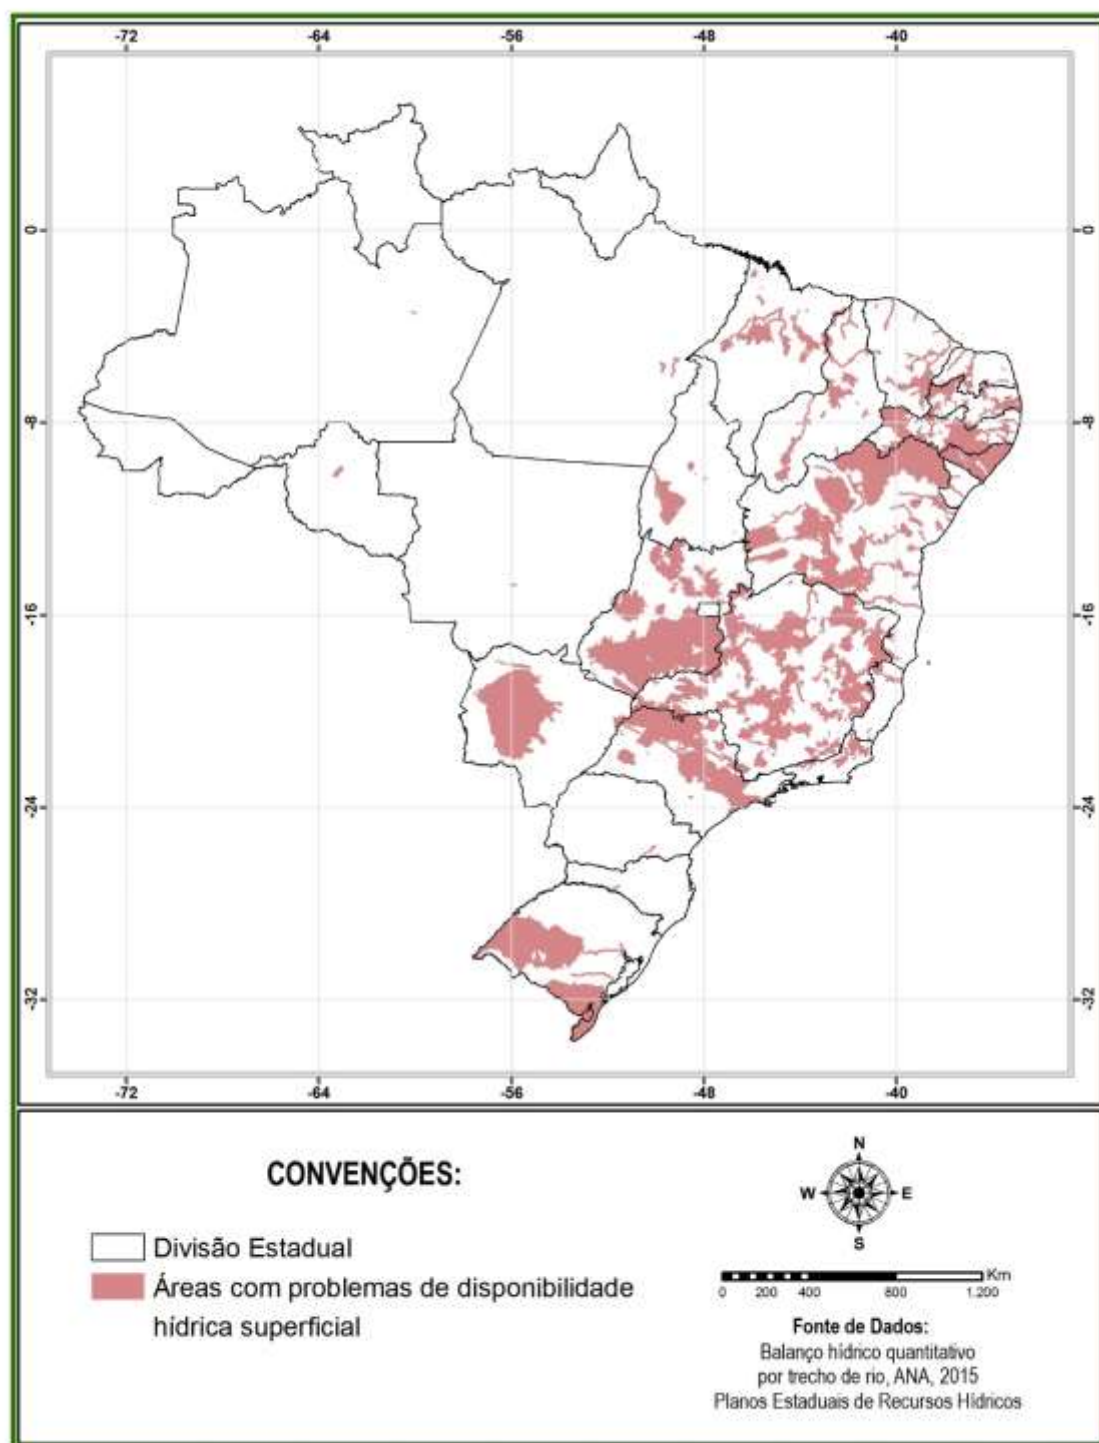 -72 -64 -56 -48 -40
0 0
-8 -8
-16 -16
-24 -24
-32 -32
-72 -64 -56 -48 -40
CONVENÇÕES:
Divisão Estadual
Áreas com problemas de disponibilidade
hídrica superficial
N
W E
S
Km
0 200 400 800 1.200
Fonte de Dados:
Balanço hídrico quantitativo
por trecho de rio, ANA, 2015
Planos Estaduais de Recursos Hídricos